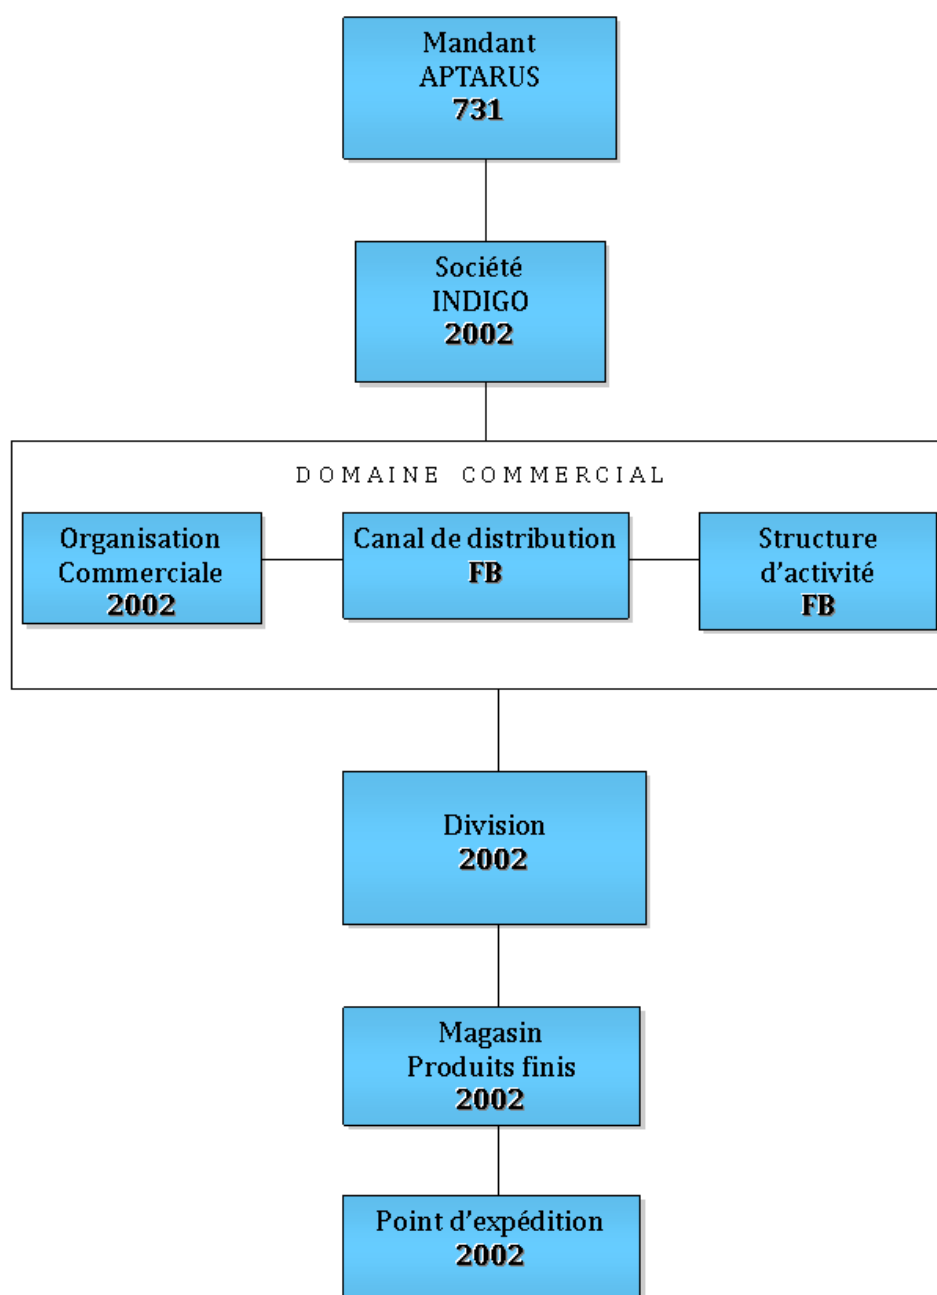 Mandant
APTARUS
731
Société
INDIGO
2002
DOMAINE COMMERCIAL
Organisation
Commerciale
2002
Canal de distribution
FB
Structure
d'activité
FB
Division
2002
Magasin
Produits finis
2002
Point d'expédition
2002